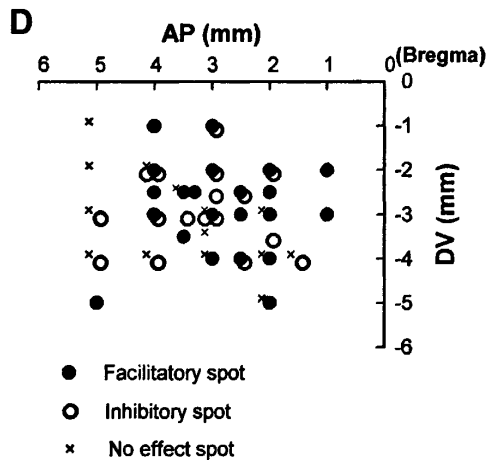 D
AP (mm)
6 5 4 3 2 1 0 (Bregma)
0
-1
-2
-3
-4
-5
-6
DV (mm)
Facilitatory spot
Inhibitory spot
No effect spot